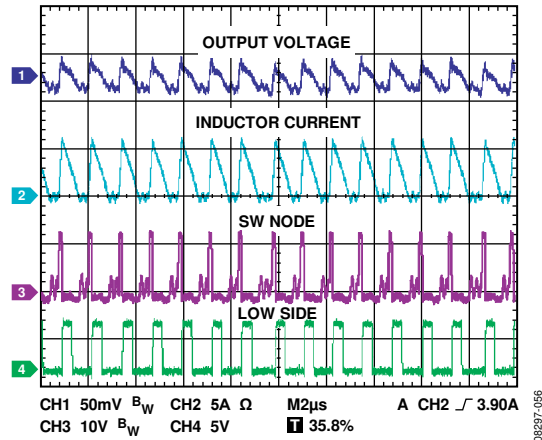 OUTPUT VOLTAGE
1
INDUCTOR CURRENT
2
SW NODE
3
LOW SIDE
4
CH1 50mV BW CH2 5A Ω M2µs A CH2 3.90A
CH3 10V BW CH4 5V T 35.8%
08297-056